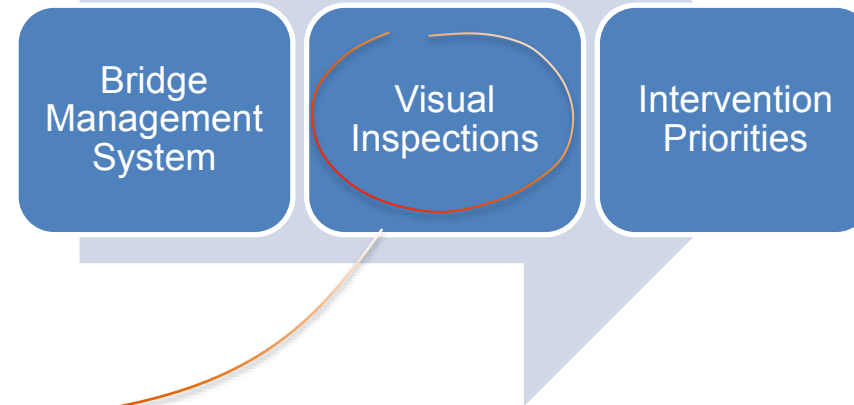 Bridge
Management
System
Visual
Inspections
Intervention
Priorities